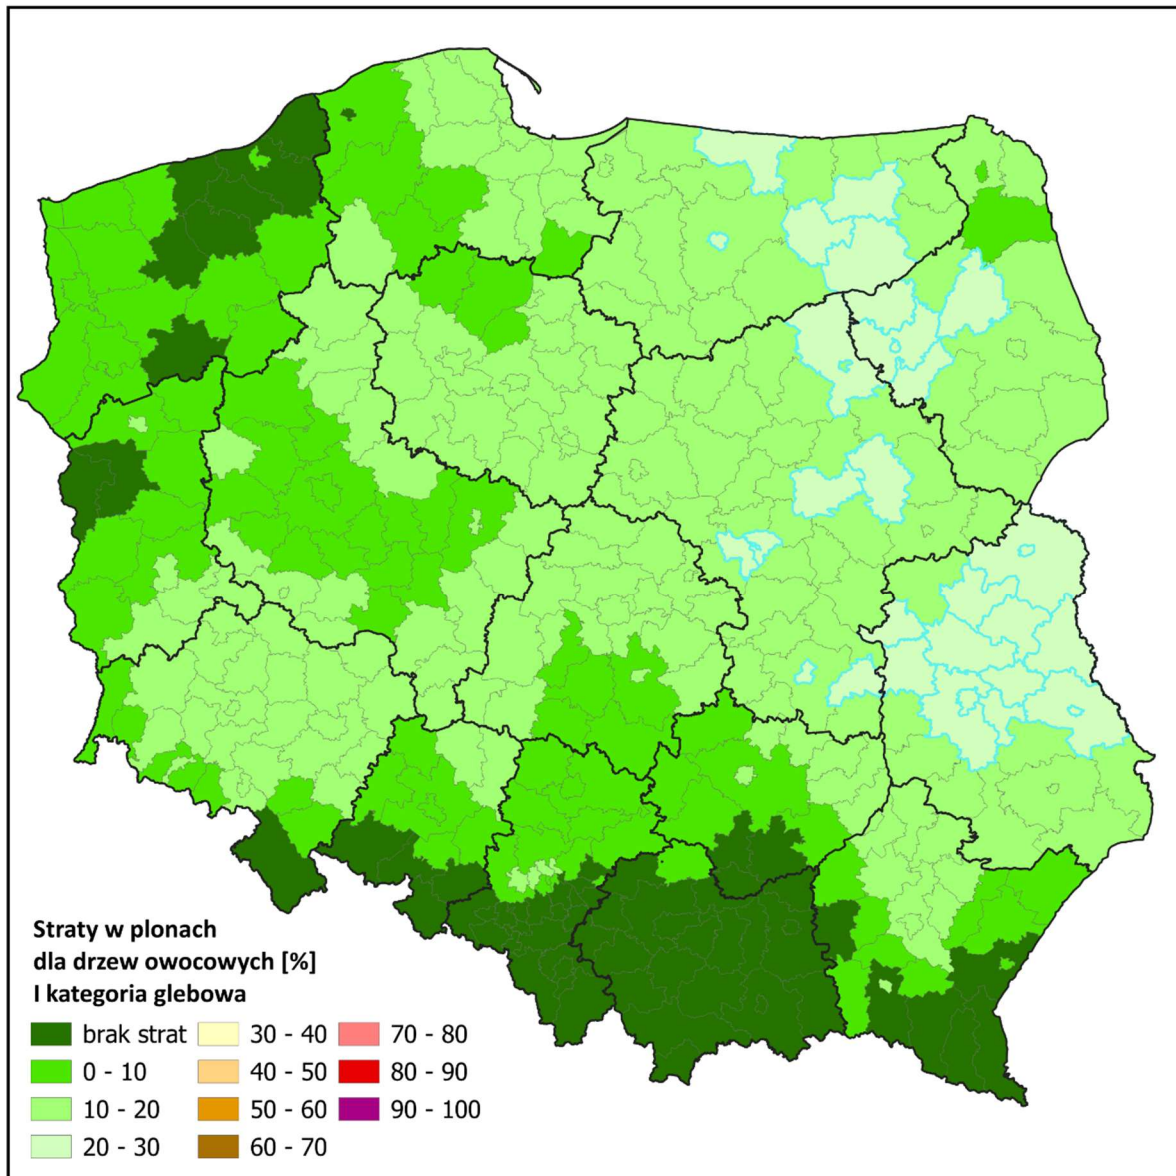 Straty w plonach
dla drzew owocowych [%]
I kategoria glebowa
brak strat
0 - 10
10 - 20
20 - 30
30 - 40
40 - 50
50 - 60
60 - 70
70 - 80
80 - 90
90 - 100